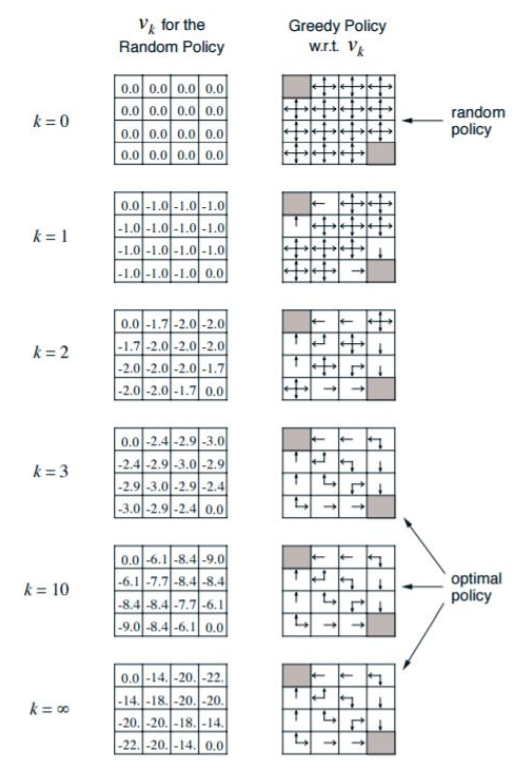 v_k for the
Random Policy
Greedy Policy
w.r.t. v_k
k = 0
0.0 0.0 0.0 0.0
0.0 0.0 0.0 0.0
0.0 0.0 0.0 0.0
0.0 0.0 0.0 0.0
random
policy
k = 1
0.0 -1.0 -1.0 -1.0
-1.0 -1.0 -1.0 -1.0
-1.0 -1.0 -1.0 -1.0
-1.0 -1.0 -1.0 0.0
k = 2
0.0 -1.7 -2.0 -2.0
-1.7 -2.0 -2.0 -2.0
-2.0 -2.0 -2.0 -1.7
-2.0 -2.0 -1.7 0.0
k = 3
0.0 -2.4 -2.9 -3.0
-2.4 -2.9 -3.0 -2.9
-2.9 -3.0 -2.9 -2.4
-3.0 -2.9 -2.4 0.0
k = 10
0.0 -6.1 -8.4 -9.0
-6.1 -7.7 -8.4 -8.4
-8.4 -8.4 -7.7 -6.1
-9.0 -8.4 -6.1 0.0
optimal
policy
k = ∞
0.0 -14. -20. -22.
-14. -18. -20. -20.
-20. -20. -18. -14.
-22. -20. -14. 0.0